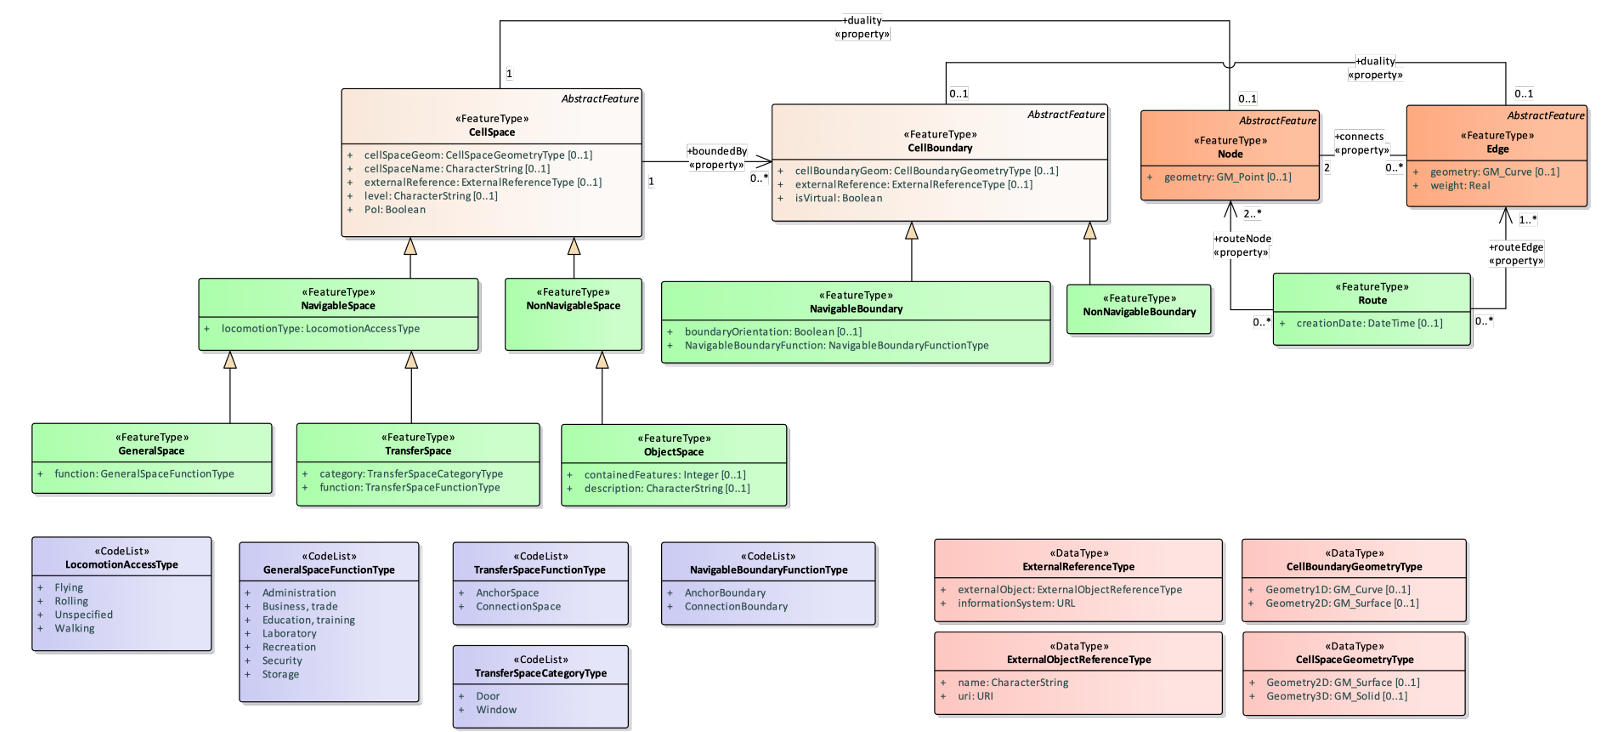 +duality
«property»
+duality
«property»
1
0..1
0..1
0..1
AbstractFeature
«FeatureType»
CellSpace
+ cellSpaceGeom: CellSpaceGeometryType [0..1]
+ cellSpaceName: CharacterString [0..1]
+ externalReference: ExternalReferenceType [0..1]
+ level: CharacterString [0..1]
+ PoI: Boolean
+boundedBy
«property»
1
0..*
AbstractFeature
«FeatureType»
CellBoundary
+ cellBoundaryGeom: CellBoundaryGeometryType [0..1]
+ externalReference: ExternalReferenceType [0..1]
+ isVirtual: Boolean
AbstractFeature
«FeatureType»
Node
+ geometry: GM_Point [0..1]
+connects
«property»
2
0..*
AbstractFeature
«FeatureType»
Edge
+ geometry: GM_Curve [0..1]
+ weight: Real
2..*
+routeNode
«property»
0..*
1..*
+routeEdge
«property»
0..*
«FeatureType»
NavigableSpace
+ locomotionType: LocomotionAccessType
«FeatureType»
NonNavigableSpace
«FeatureType»
NavigableBoundary
+ boundaryOrientation: Boolean [0..1]
+ NavigableBoundaryFunction: NavigableBoundaryFunctionType
«FeatureType»
NonNavigableBoundary
«FeatureType»
Route
+ creationDate: DateTime [0..1]
«FeatureType»
GeneralSpace
+ function: GeneralSpaceFunctionType
«FeatureType»
TransferSpace
+ category: TransferSpaceCategoryType
+ function: TransferSpaceFunctionType
«FeatureType»
ObjectSpace
+ containedFeatures: Integer [0..1]
+ description: CharacterString [0..1]
«CodeList»
LocomotionAccessType
+ Flying
+ Rolling
+ Unspecified
+ Walking
«CodeList»
GeneralSpaceFunctionType
+ Administration
+ Business, trade
+ Education, training
+ Laboratory
+ Recreation
+ Security
+ Storage
«CodeList»
TransferSpaceFunctionType
+ AnchorSpace
+ ConnectionSpace
«CodeList»
TransferSpaceCategoryType
+ Door
+ Window
«CodeList»
NavigableBoundaryFunctionType
+ AnchorBoundary
+ ConnectionBoundary
«DataType»
ExternalReferenceType
+ externalObject: ExternalObjectReferenceType
+ informationSystem: URL
«DataType»
CellBoundaryGeometryType
+ Geometry1D: GM_Curve [0..1]
+ Geometry2D: GM_Surface [0..1]
«DataType»
ExternalObjectReferenceType
+ name: CharacterString
+ uri: URI
«DataType»
CellSpaceGeometryType
+ Geometry2D: GM_Surface [0..1]
+ Geometry3D: GM_Solid [0..1]